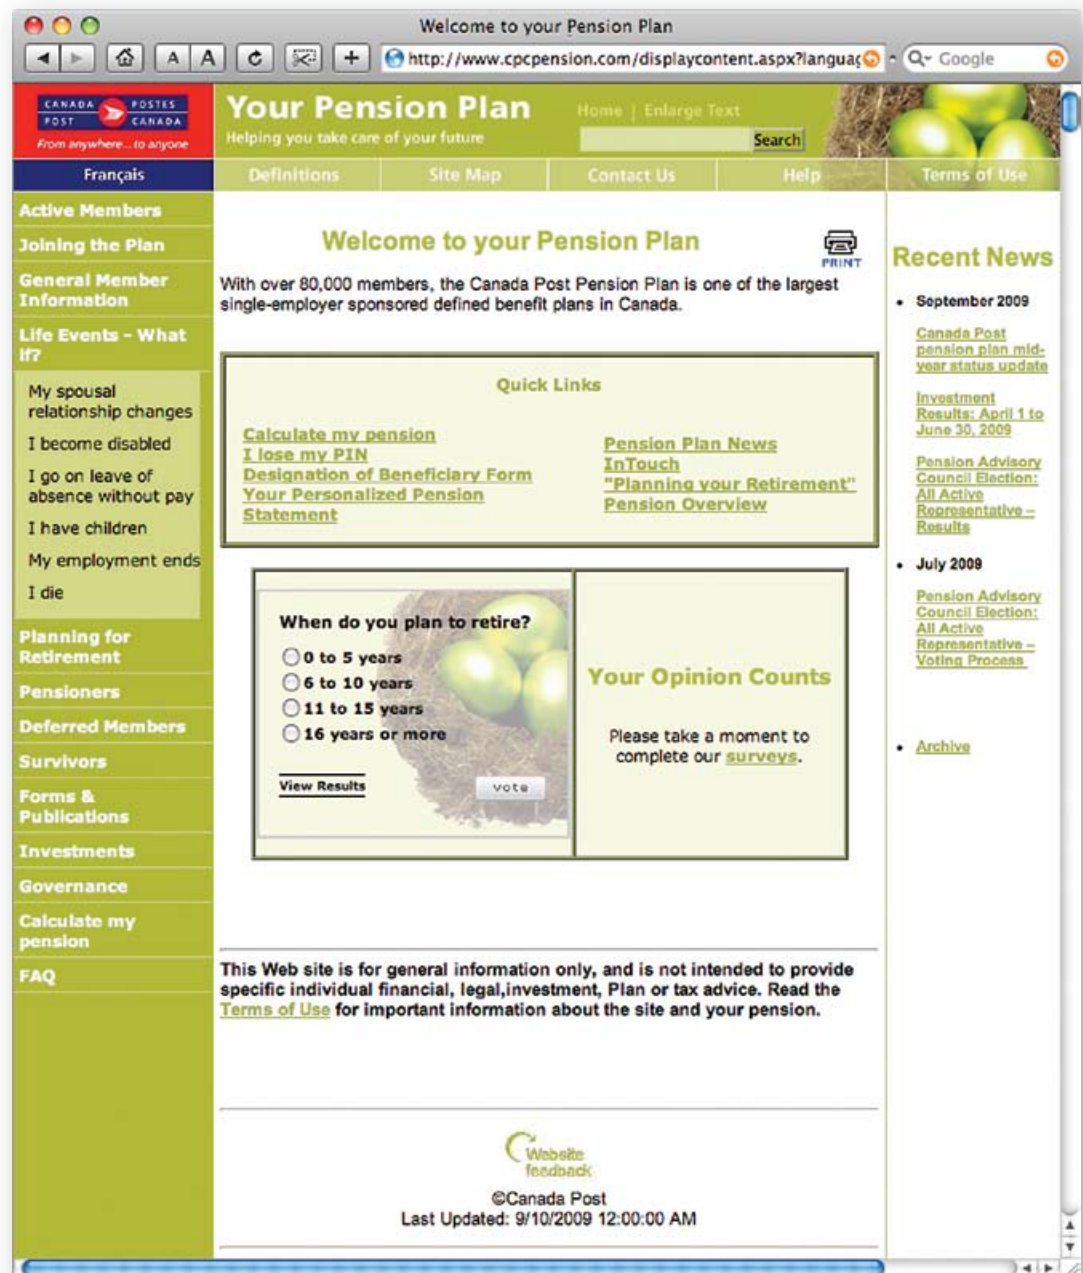 Welcome to your Pension Plan
A A
http://www.cpcpension.com/displaycontent.aspx?languag
Google
CANADA POSTES
POST CANADA
From anywhere... to anyone
Your Pension Plan
Helping you take care of your future
Home | Enlarge Text
Search
Français
Definitions
Site Map
Contact Us
Help
Terms of Use
Active Members
Joining the Plan
General Member
Information
Life Events – What
if?
My spousal
relationship changes
I become disabled
I go on leave of
absence without pay
I have children
My employment ends
I die
Planning for
Retirement
Pensioners
Deferred Members
Survivors
Forms &
Publications
Investments
Governance
Calculate my
pension
FAQ
Welcome to your Pension Plan
PRINT
With over 80,000 members, the Canada Post Pension Plan is one of the largest
single-employer sponsored defined benefit plans in Canada.
Quick Links
Calculate my pension
I lose my PIN
Designation of Beneficiary Form
Your Personalized Pension
Statement
Pension Plan News
InTouch
"Planning your Retirement"
Pension Overview
When do you plan to retire?
0 to 5 years
6 to 10 years
11 to 15 years
16 years or more
View Results
vote
Your Opinion Counts
Please take a moment to
complete our surveys.
This Web site is for general information only, and is not intended to provide
specific individual financial, legal,investment, Plan or tax advice. Read the
Terms of Use for important information about the site and your pension.
Website
feedback
©Canada Post
Last Updated: 9/10/2009 12:00:00 AM
Recent News
• September 2009
Canada Post
pension plan mid-
year status update
Investment
Results: April 1 to
June 30, 2009
Pension Advisory
Council Election:
All Active
Representative –
Results
• July 2009
Pension Advisory
Council Election:
All Active
Representative –
Voting Process
• Archive